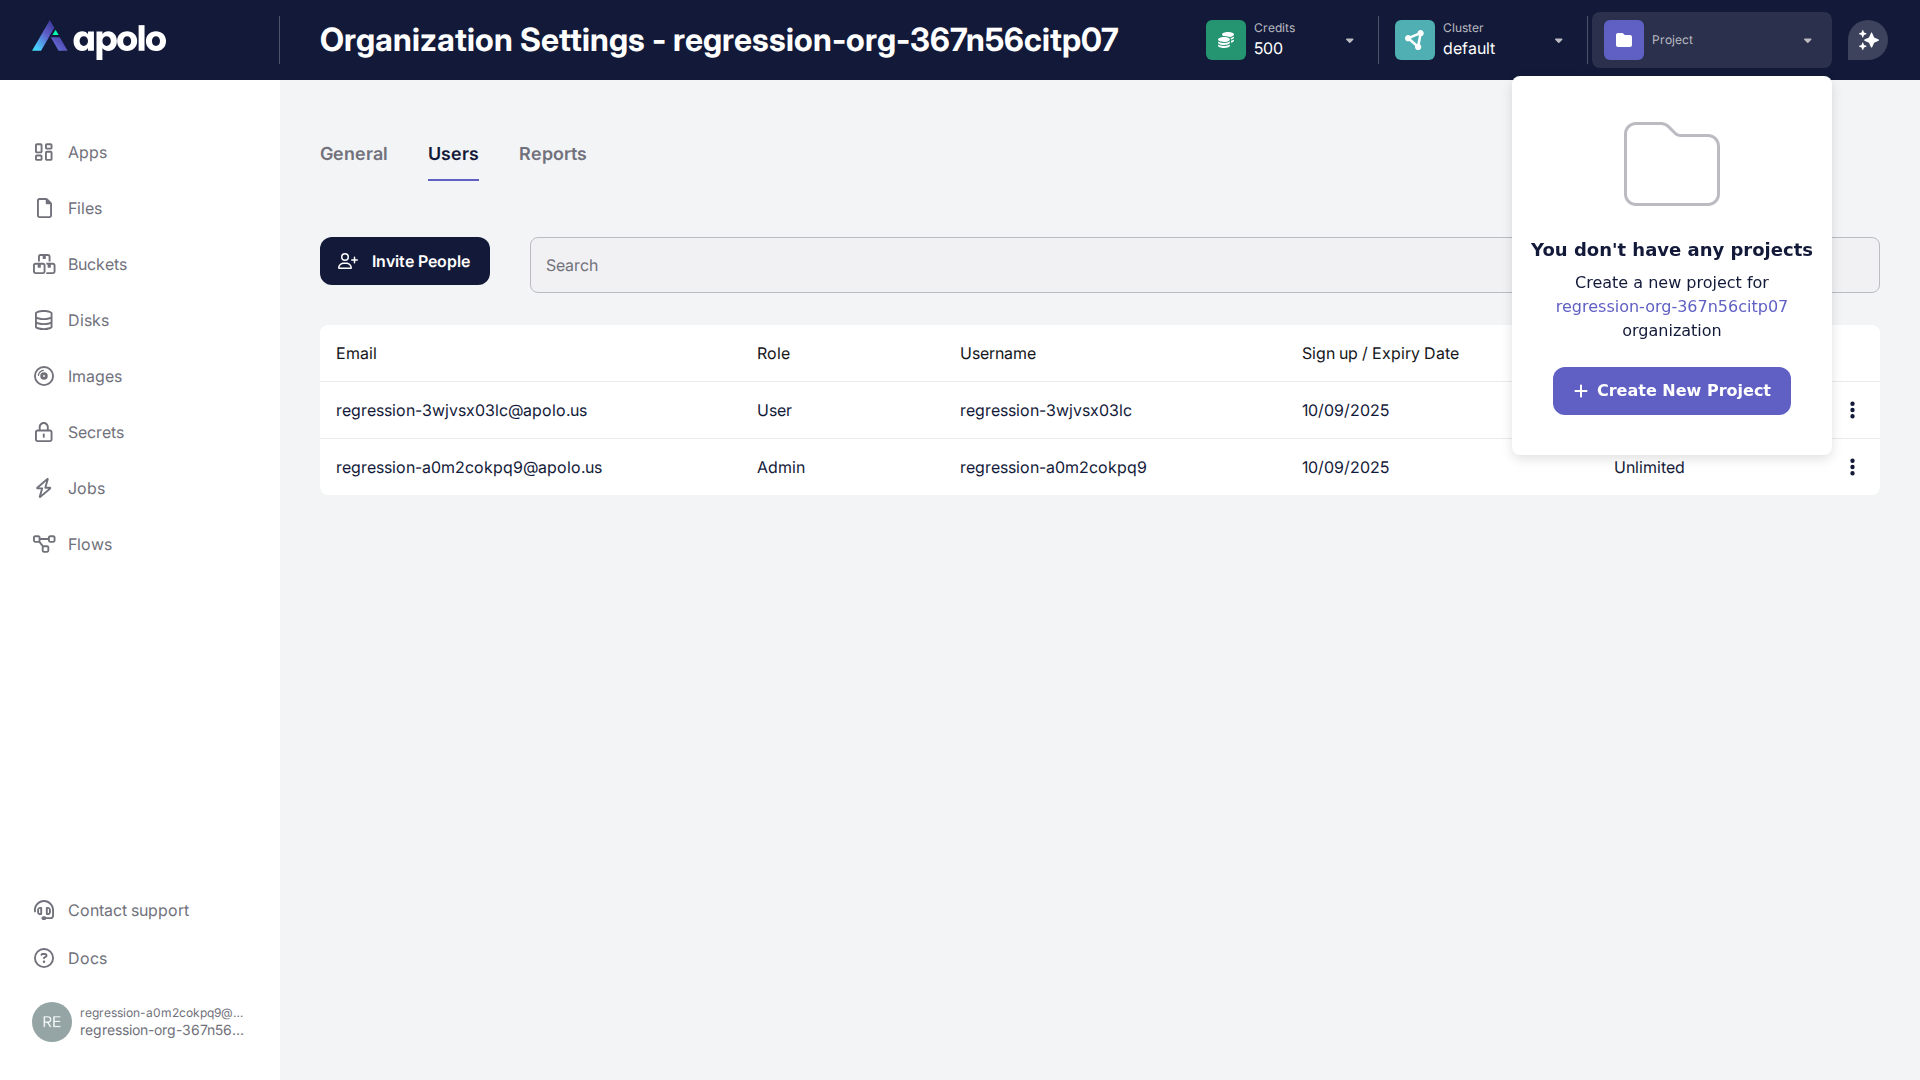 apolo
Organization Settings - regression-org-367n56citp07
Credits
500
Cluster
default
Project
Apps
Files
Buckets
Disks
Images
Secrets
Jobs
Flows
Contact support
Docs
RE
regression-a0m2cokpq9@...
regression-org-367n56...
General
Users
Reports
Invite People
Search
Email
Role
Username
Sign up / Expiry Date
regression-3wjvsx03lc@apolo.us
User
regression-3wjvsx03lc
10/09/2025
regression-a0m2cokpq9@apolo.us
Admin
regression-a0m2cokpq9
10/09/2025
Unlimited
You don't have any projects
Create a new project for
regression-org-367n56citp07
organization
Create New Project